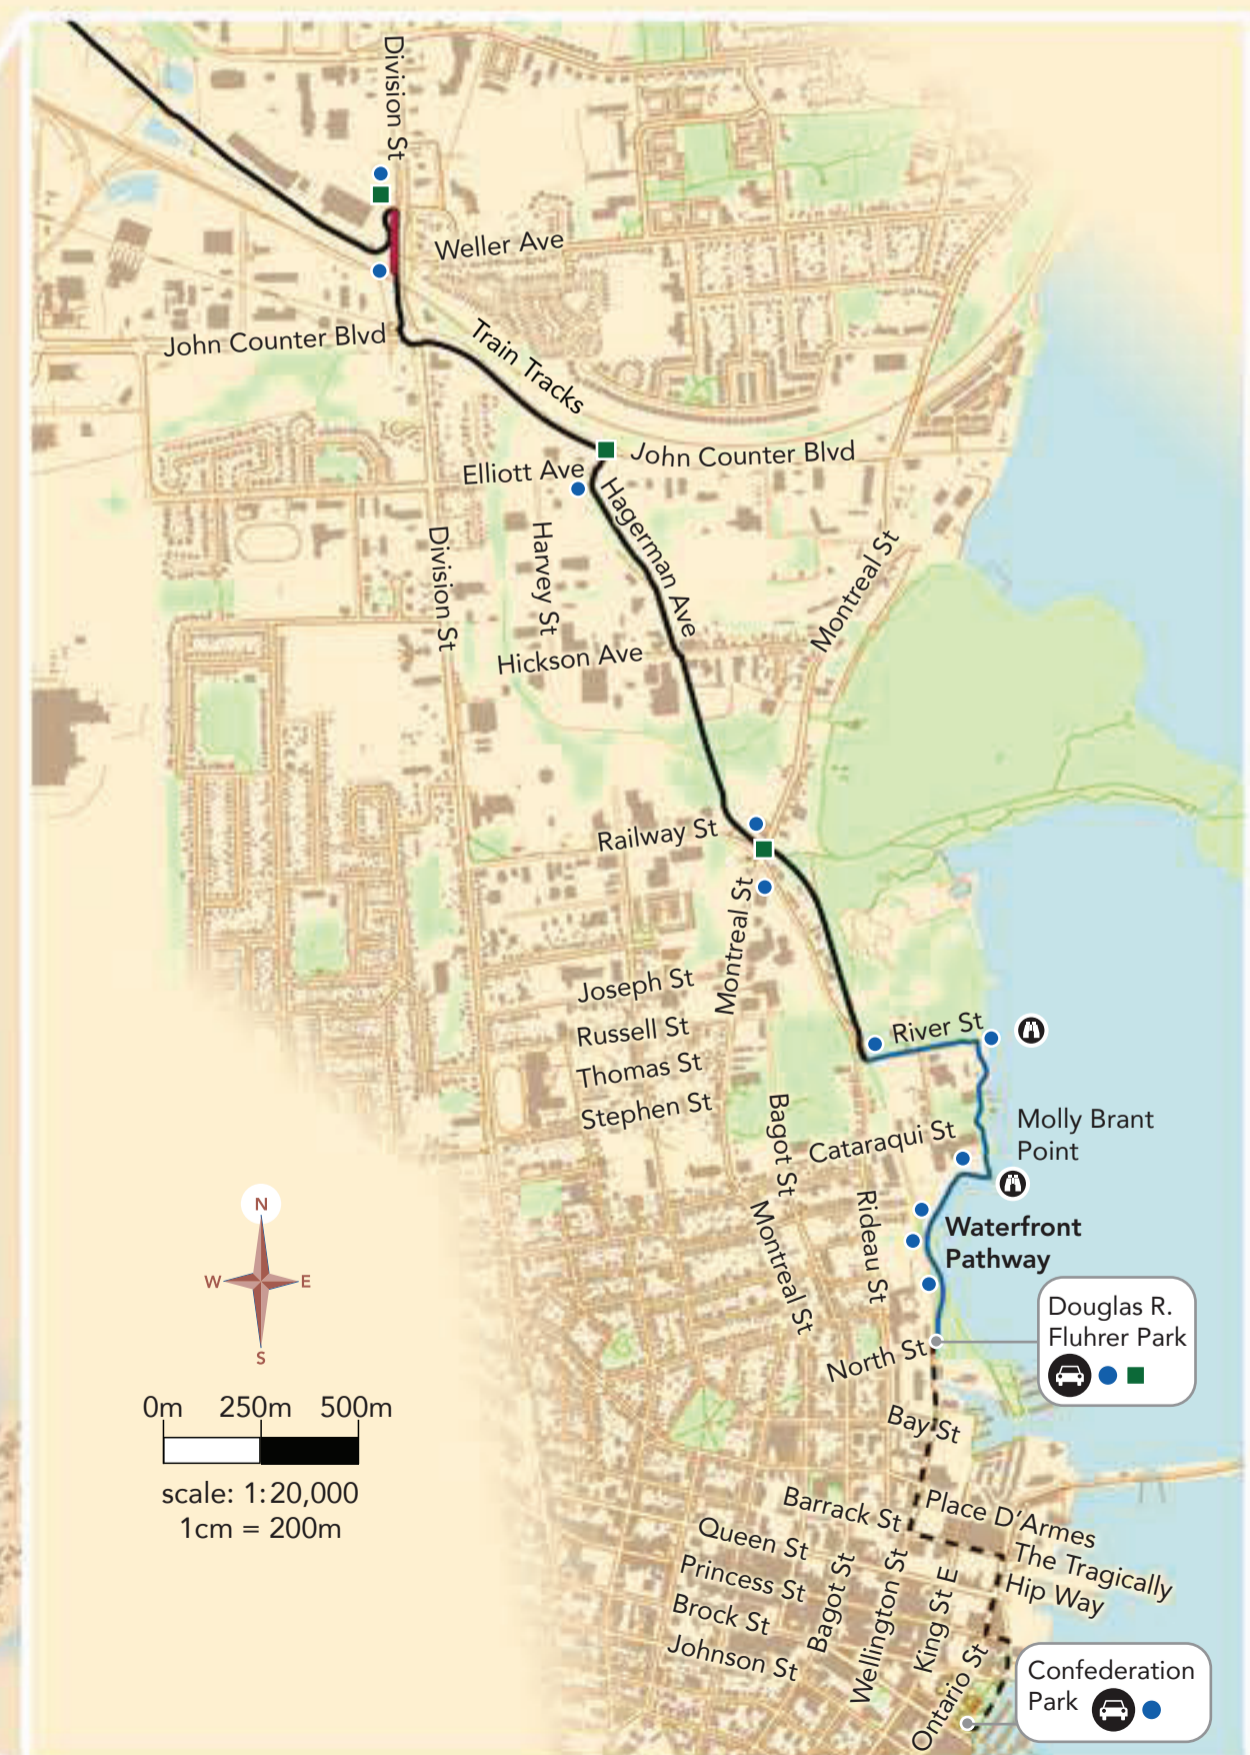 Division St
Weller Ave
John Counter Blvd
Train Tracks
John Counter Blvd
Elliott Ave
Hagerman Ave
Harvey St
Division St
Montreal St
Hickson Ave
Railway St
Montreal St
Joseph St
Russell St
Thomas St
Stephen St
River St
Bagot St
Cataraqui St
Molly Brant
Point
Rideau St
Montreal St
Waterfront
Pathway
N
W
E
S
Douglas R.
Fluhrer Park
North St
Bay St
0m 250m 500m
scale: 1:20,000
1cm = 200m
Barrack St
Place D'Armes
Queen St
The Tragically
Hip Way
Princess St
Brock St
Johnson St
Bagot St
Wellington St
King St E
Ontario St
Confederation
Park